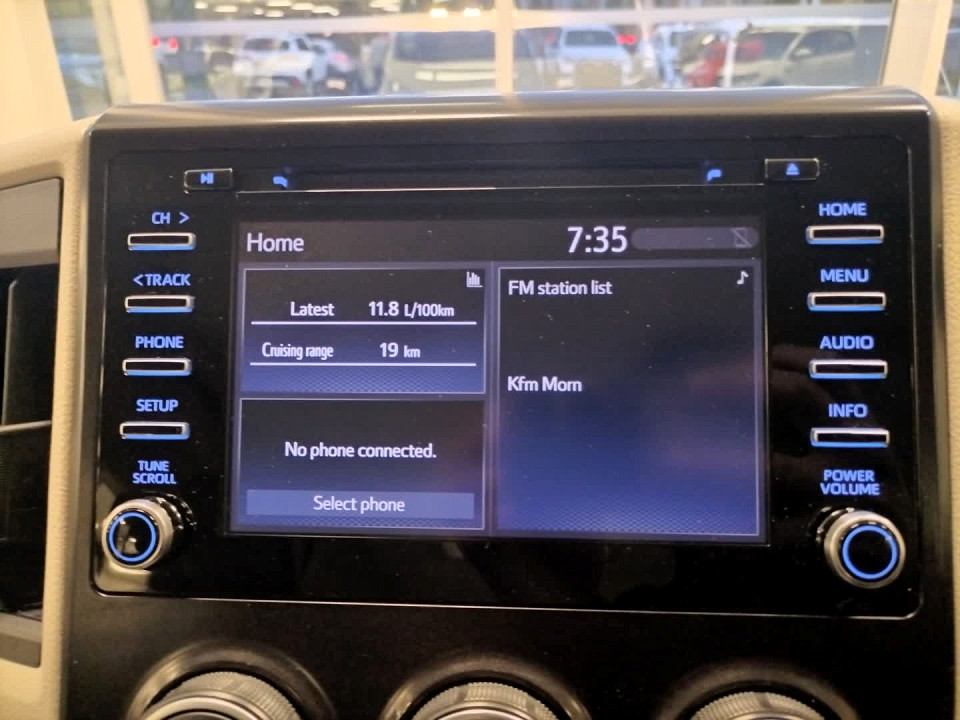 CH >
< TRACK
PHONE
SETUP
TUNE
SCROLL
Home
7:35
Latest 11.8 L/100km
Cruising range 19 km
No phone connected.
Select phone
FM station list
Kfm Morn
HOME
MENU
AUDIO
INFO
POWER
VOLUME